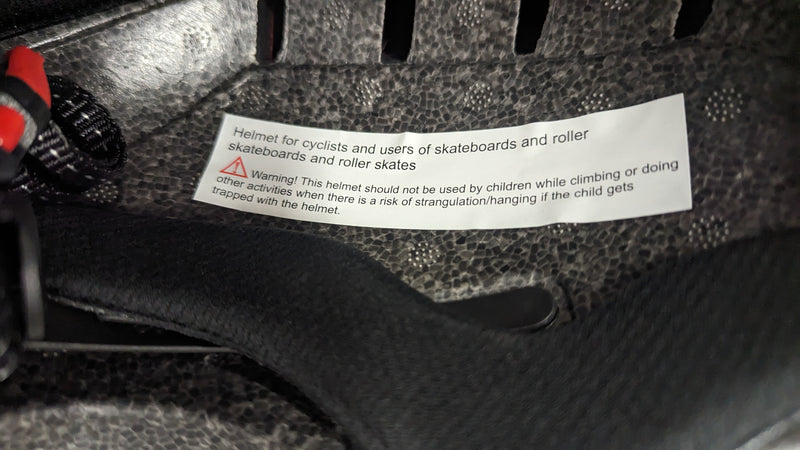 Helmet for cyclists and users of skateboards and roller
skateboards and roller skates
Warning! This helmet should not be used by children while climbing or doing
other activities when there is a risk of strangulation/hanging if the child gets
trapped with the helmet.